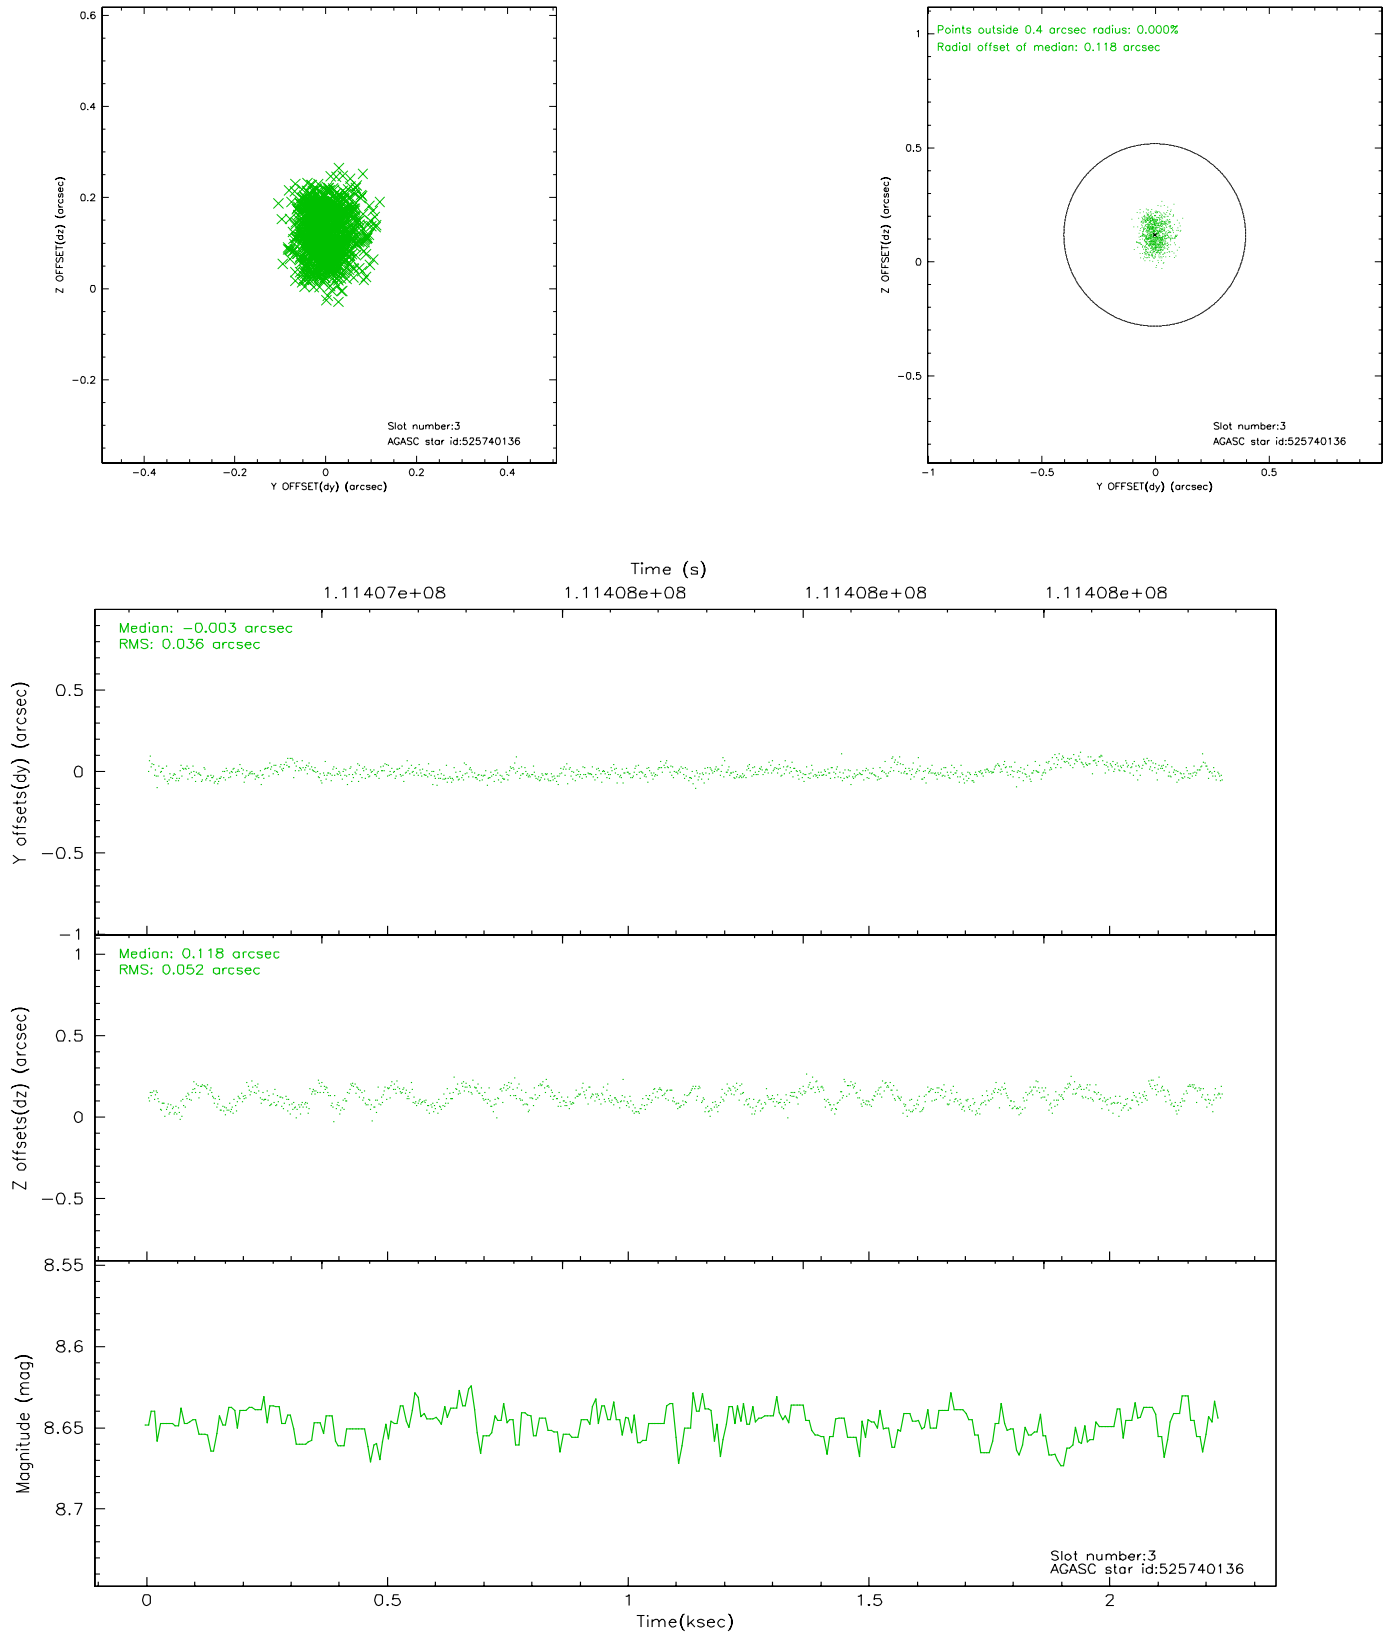 0.6
0.4
0.2
0
−0.2
Z OFFSET(dz) (arcsec)
Slot number:3
AGASC star id:525740136
−0.4 −0.2 0 0.2 0.4
Y OFFSET(dy) (arcsec)
Points outside 0.4 arcsec radius: 0.000%
Radial offset of median: 0.118 arcsec
1
0.5
0
−0.5
Z OFFSET(dz) (arcsec)
Slot number:3
AGASC star id:525740136
−1 −0.5 0 0.5
Y OFFSET(dy) (arcsec)
Time (s)
1.11407e+08 1.11408e+08 1.11408e+08 1.11408e+08
Median: −0.003 arcsec
RMS: 0.036 arcsec
0.5
0
−0.5
−1
Y offsets(dy) (arcsec)
Median: 0.118 arcsec
RMS: 0.052 arcsec
1
0.5
0
−0.5
Z offsets(dz) (arcsec)
8.55
8.6
8.65
8.7
Magnitude (mag)
Slot number:3
AGASC star id:525740136
0 0.5 1 1.5 2
Time(ksec)